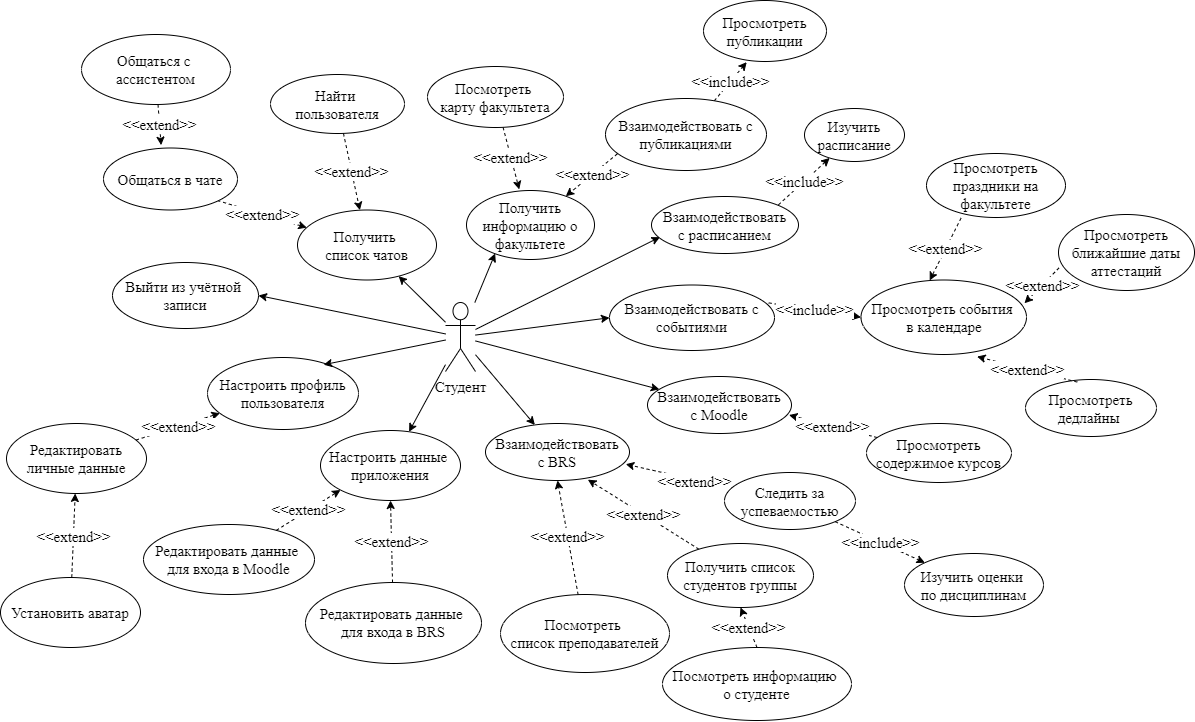 Просмотреть
публикации
Общаться с
ассистентом
<<include>>
Посмотреть
карту факультета
Найти
пользователя
<<extend>>
Взаимодействовать с
публикациями
Изучить
расписание
<<extend>>
<<extend>>
<<extend>>
<<include>>
Общаться в чате
Просмотреть
праздники на
факультете
<<extend>>
<<extend>>
Получить
информацию о
факультете
Взаимодействовать
с расписанием
Получить
список чатов
<<extend>>
Просмотреть
ближайшие даты
аттестаций
<<extend>>
Выйти из учётной
записи
Взаимодействовать с
событиями
<<include>>
Просмотреть события
в календаре
<<extend>>
Студент
Настроить профиль
пользователя
Взаимодействовать
с Moodle
Просмотреть
дедлайны
<<extend>>
<<extend>>
Редактировать
личные данные
Настроить данные
приложения
Взаимодействовать
с BRS
Просмотреть
содержимое курсов
<<extend>>
Следить за
успеваемостью
<<extend>>
<<extend>>
<<extend>>
<<extend>>
<<extend>>
<<include>>
Редактировать данные
для входа в Moodle
Получить список
студентов группы
Изучить оценки
по дисциплинам
Установить аватар
Редактировать данные
для входа в BRS
Посмотреть
список преподавателей
<<extend>>
Посмотреть информацию
о студенте